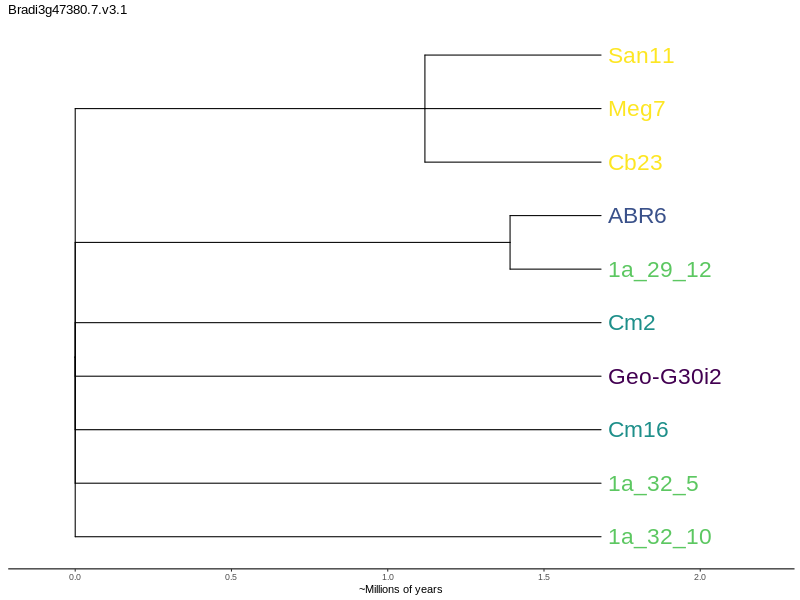 Bradi3g47380.7.v3.1
San11
Meg7
Cb23
ABR6
1a_29_12
Cm2
Geo-G30i2
Cm16
1a_32_5
1a_32_10
0.0 0.5 1.0 1.5 2.0
~Millions of years